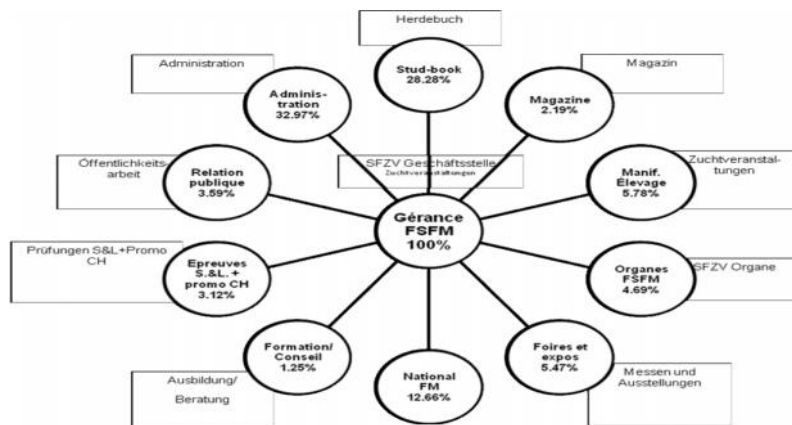 Herdebuch
Stud-book
28.28%
Administration
Adminis-
tration
32.97%
Magazin
Magazine
2.19%
Öffentlichkeits-
arbeit
Relation
publique
3.59%
SFZV Geschäftsstelle
Zuchtveranstaltungen
Gérance
FSFM
100%
Zuchtveranstal-
tungen
Manif.
Élevage
5.78%
Prüfungen S&L+Promo
CH
Epreuves
S.&L. +
promo CH
3.12%
SFZV Organe
Organes
FSFM
4.69%
Formation/
Conseil
1.25%
Ausbildung/
Beratung
National
FM
12.66%
Foires et
expos
5.47%
Messen und
Ausstellungen